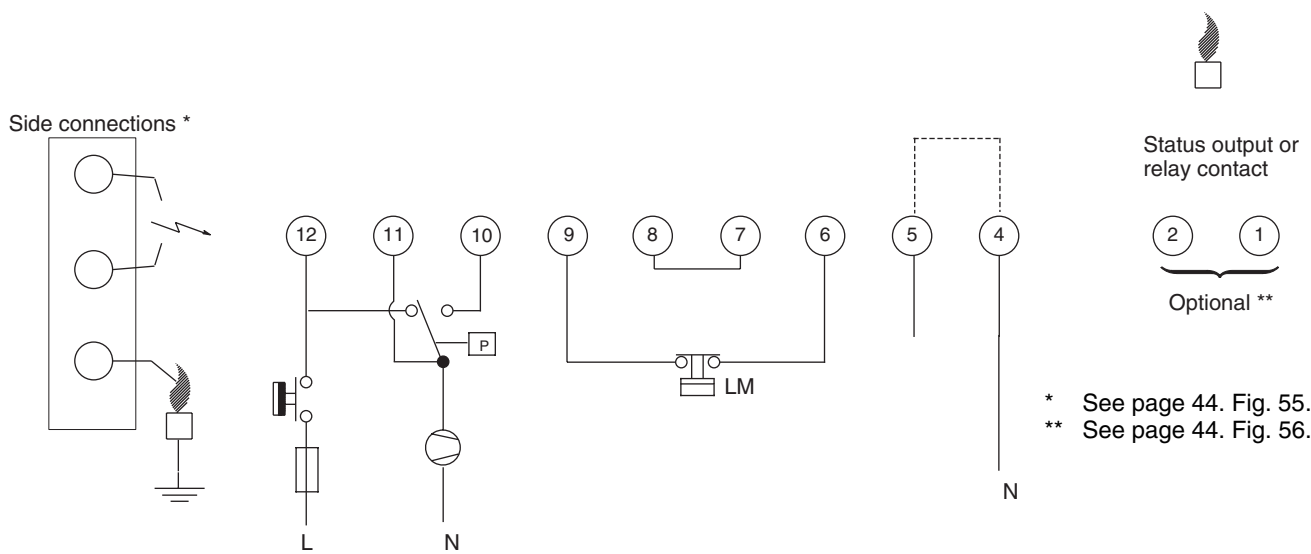 Side connections *
Status output or
relay contact
12 11 10 9 8 7 6 5 4 2 1
Optional **
P
LM
* See page 44. Fig. 55.
** See page 44. Fig. 56.
N
L N